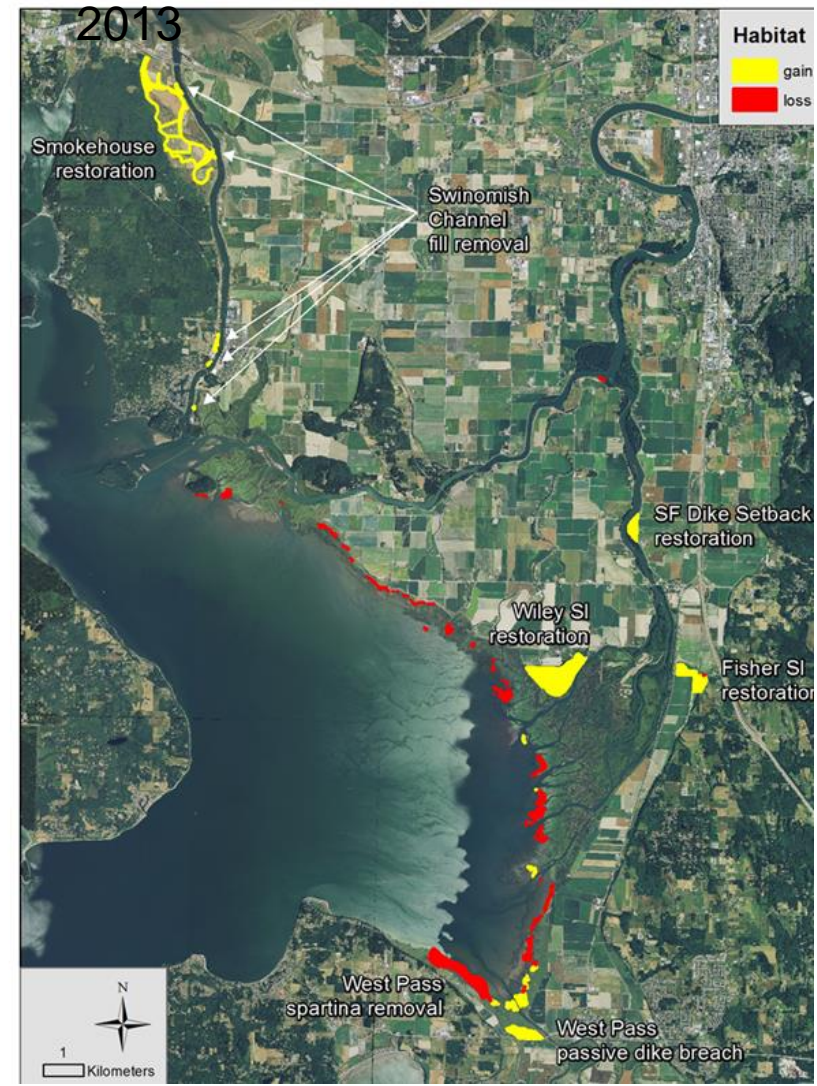 2013
Habitat
gain
loss
Smokehouse
restoration
Swinomish
Channel
fill removal
SF Dike Setback
restoration
Wiley Sl
restoration
Fisher Sl
restoration
West Pass
spartina removal
West Pass
passive dike breach
N
1
Kilometers